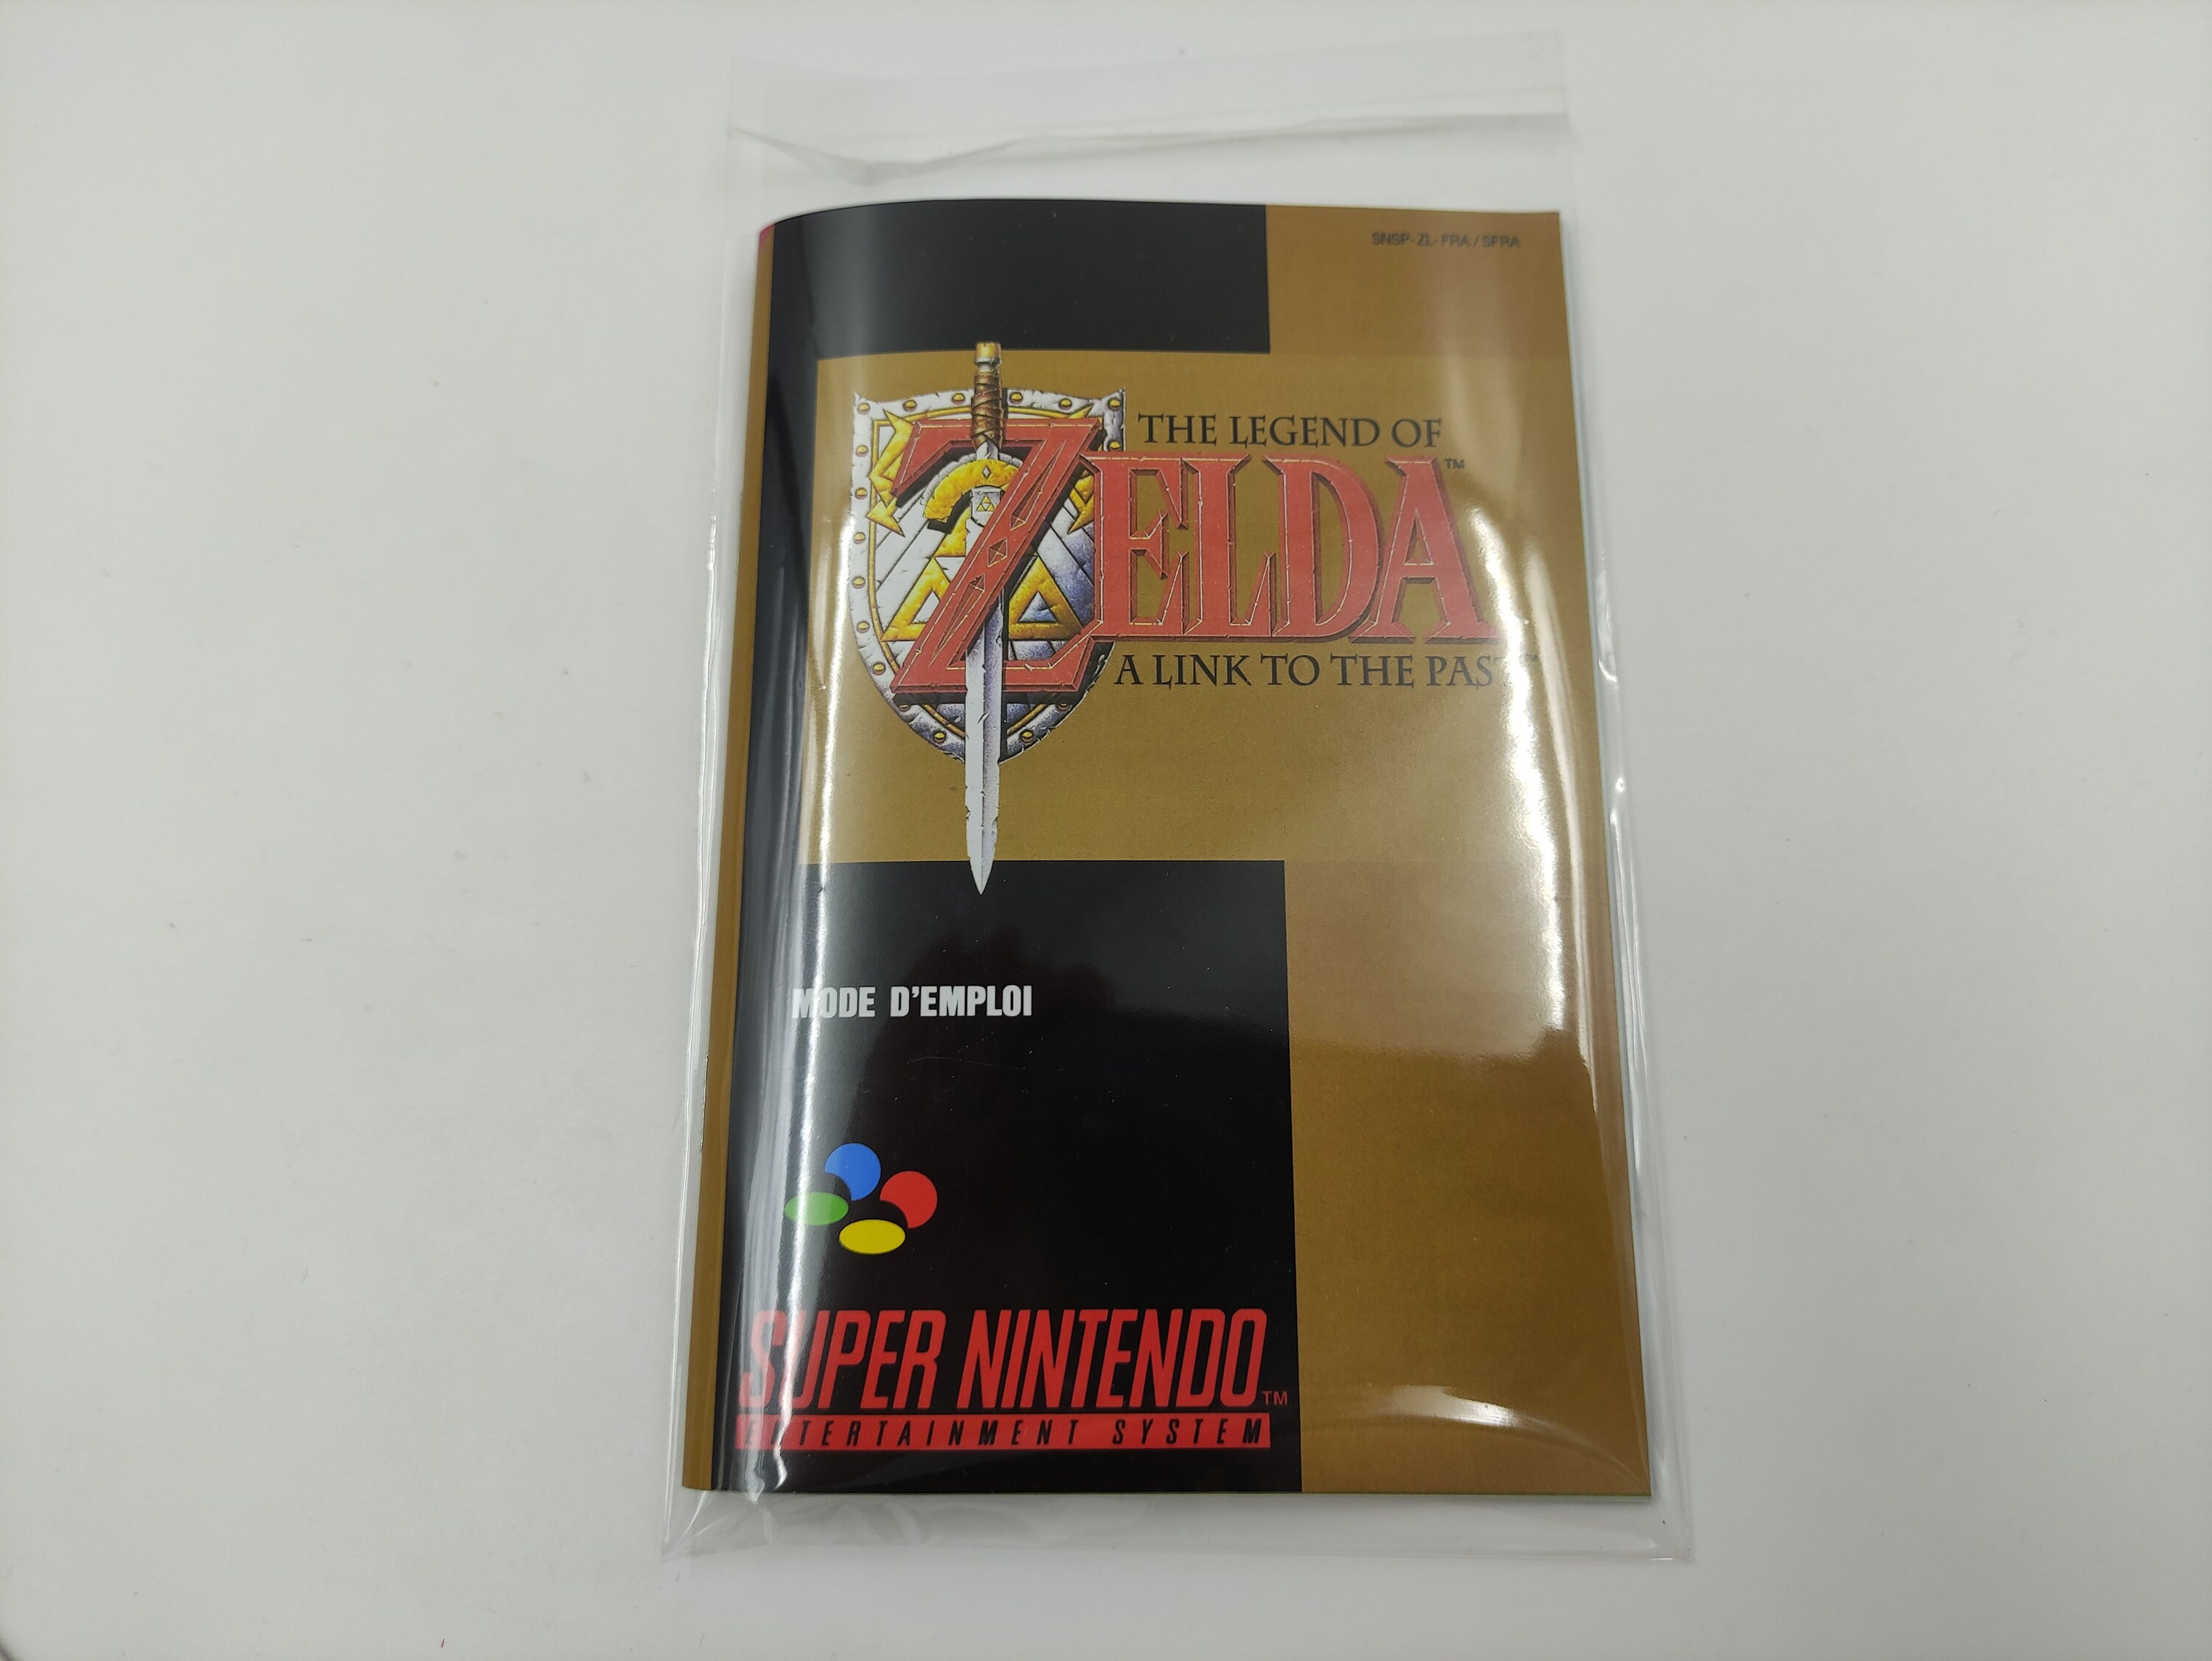 SNSP-ZL-FRA / SFRA
THE LEGEND OF
ZELDA™
A LINK TO THE PAST™
MODE D'EMPLOI
SUPER NINTENDO™
ENTERTAINMENT SYSTEM